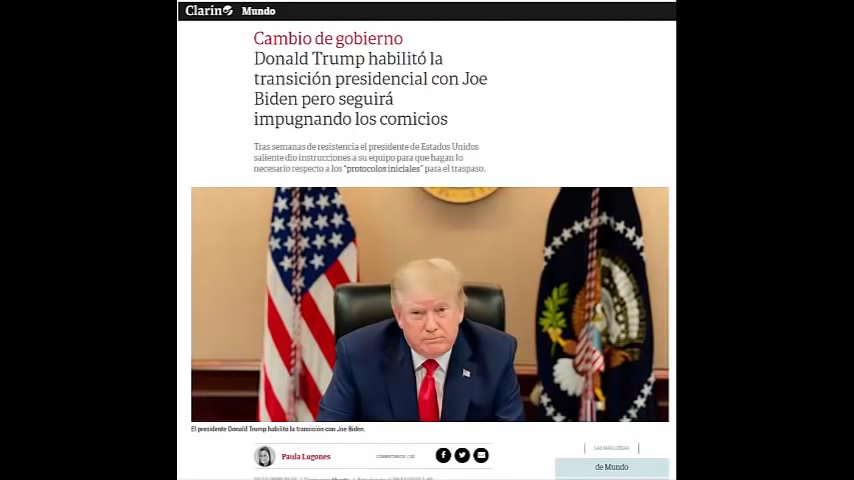 Clarín Mundo
Cambio de gobierno
Donald Trump habilitó la
transición presidencial con Joe
Biden pero seguirá
impugnando los comicios
Tras semanas de resistencia el presidente de Estados Unidos
saliente dio instrucciones a su equipo para que hagan lo
necesario respecto a los "protocolos iniciales" para el traspaso.
El presidente Donald Trump habilitó la transición con Joe Biden.
Paula Lugones
LAS MÁS LEÍDAS
de Mundo